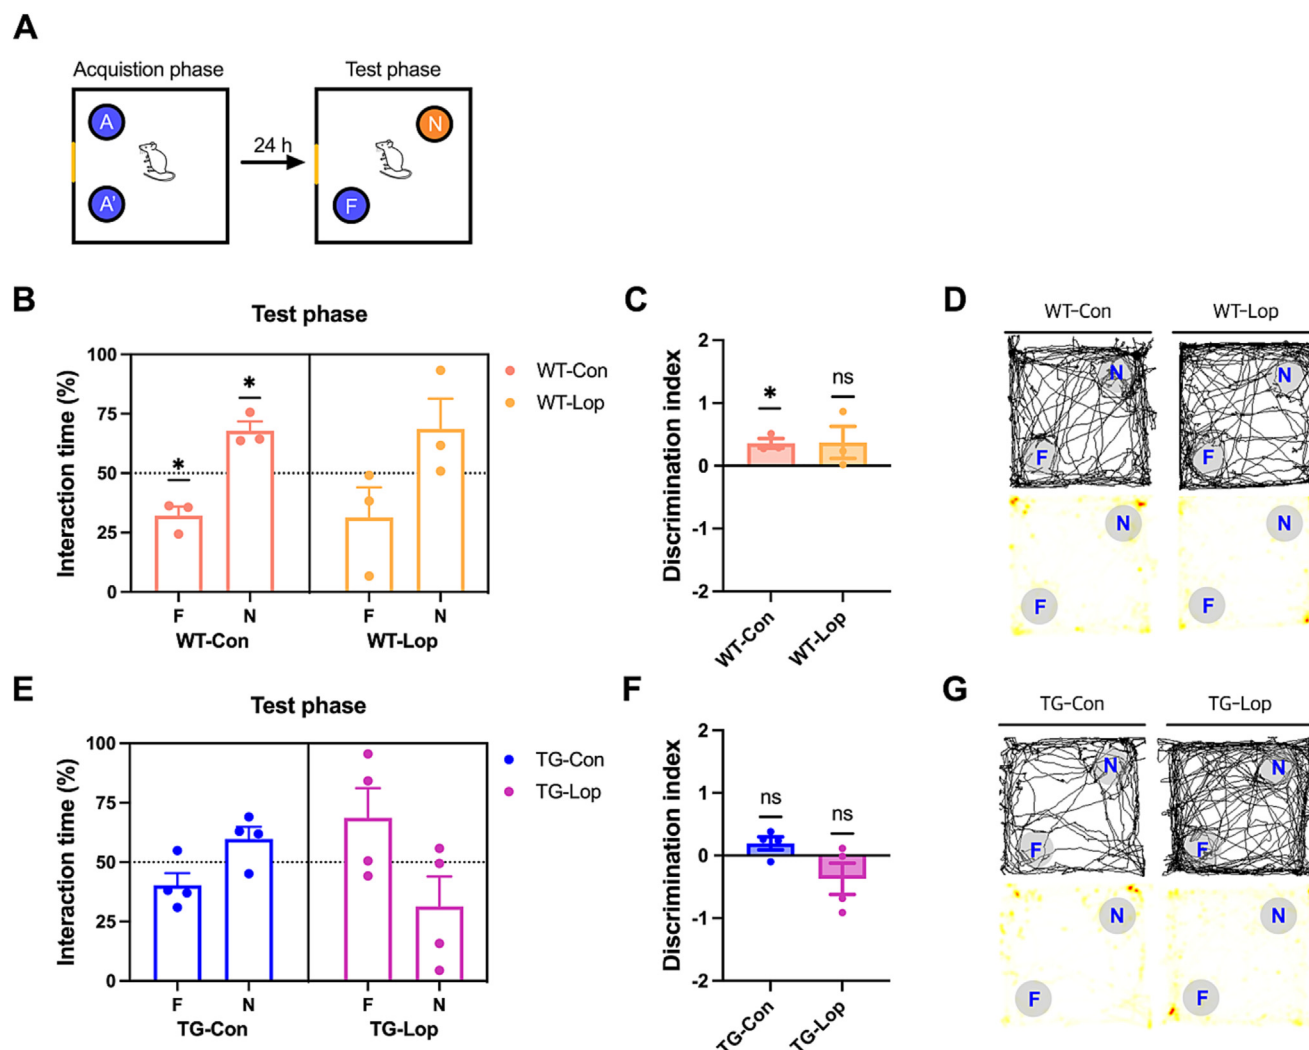 A
Acquistion phase
Test phase
A
A'
24 h
N
F
B
Test phase
Interaction time (%)
100
75
50
25
0
*
*
F
N
F
N
WT-Con
WT-Lop
WT-Con
WT-Lop
C
Discrimination index
2
1
0
-1
-2
*
ns
WT-Con
WT-Lop
D
WT-Con
WT-Lop
N
N
F
F
N
N
F
F
E
Test phase
Interaction time (%)
100
75
50
25
0
F
N
F
N
TG-Con
TG-Lop
TG-Con
TG-Lop
F
Discrimination index
2
1
0
-1
-2
ns
ns
TG-Con
TG-Lop
G
TG-Con
TG-Lop
N
N
F
F
N
N
F
F